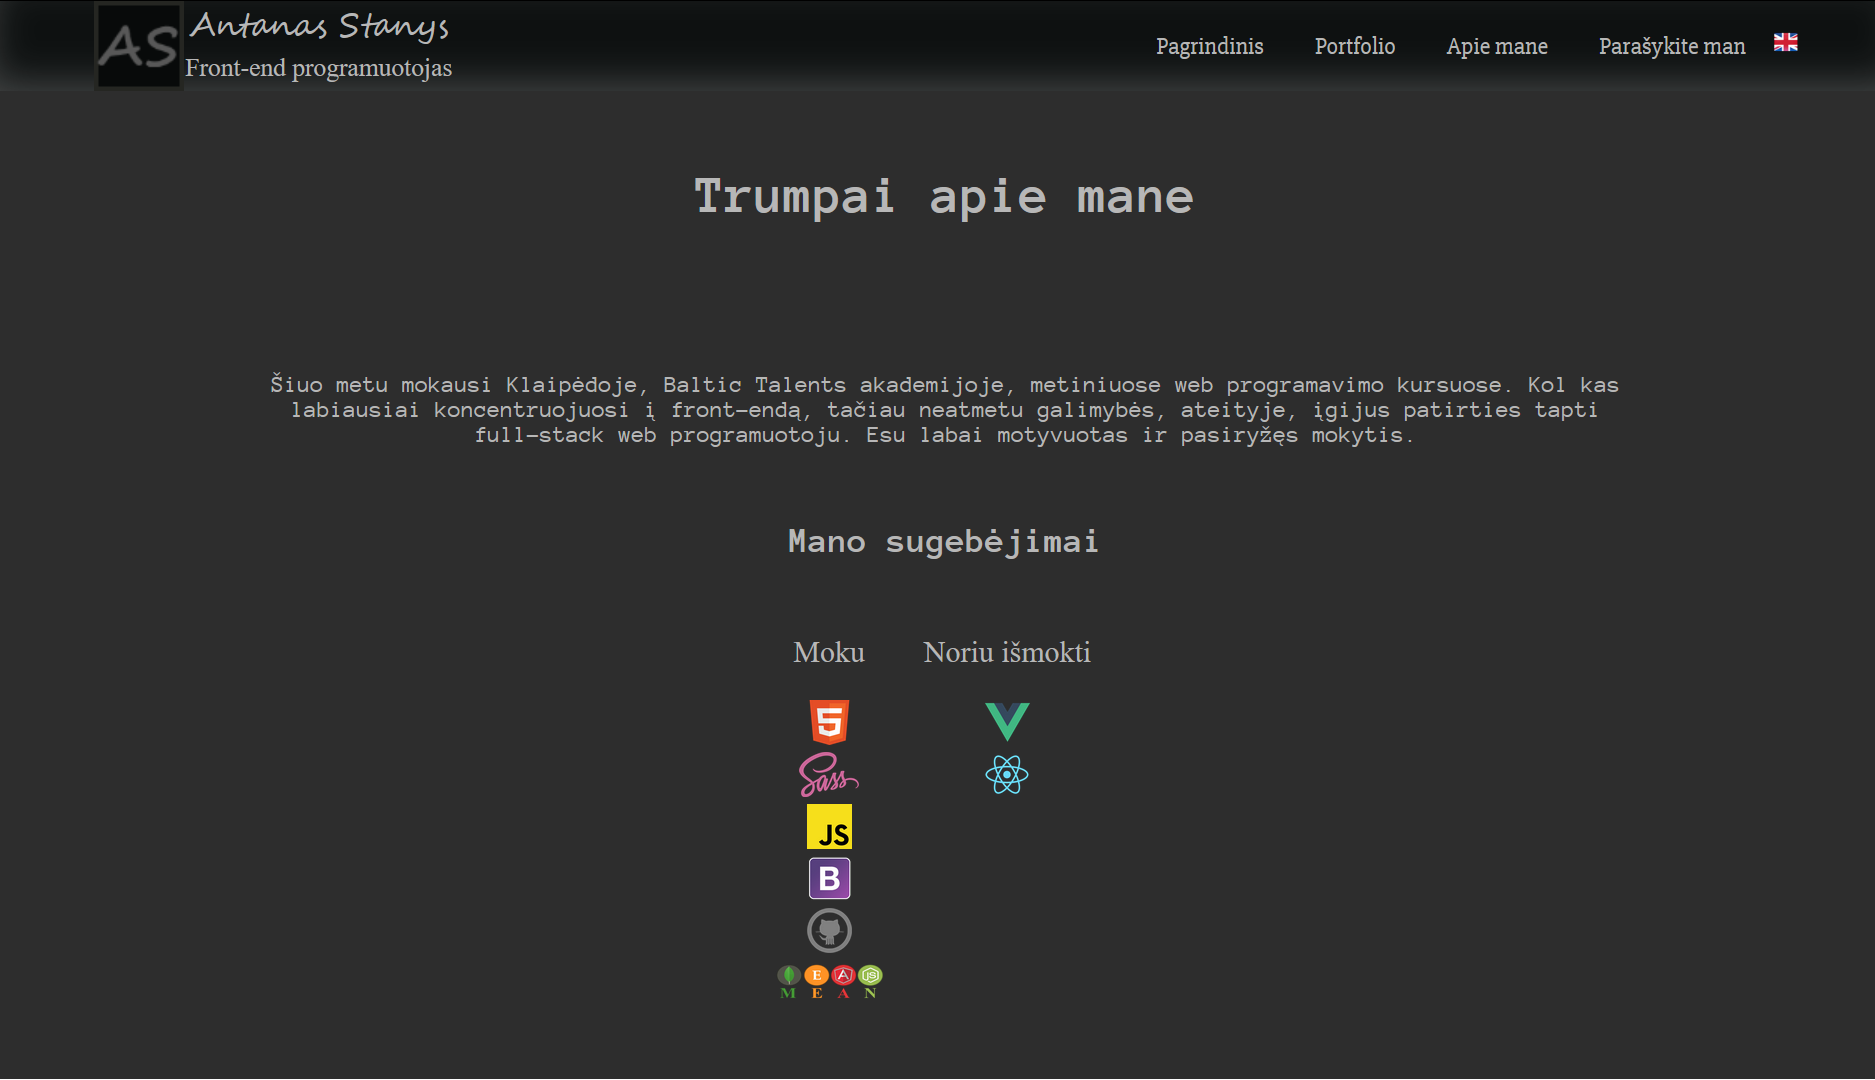 AS
Antanas Stanys
Front-end programuotojas
Pagrindinis
Portfolio
Apie mane
Parašykite man
Trumpai apie mane
Šiuo metu mokausi Klaipėdoje, Baltic Talents akademijoje, metiniuose web programavimo kursuose. Kol kas
labiausiai koncentruojuosi į front-endą, tačiau neatmetu galimybės, ateityje, įgijus patirties tapti
full-stack web programuotoju. Esu labai motyvuotas ir pasiryžęs mokytis.
Mano sugebėjimai
Moku
Noriu išmokti
5
Sass
JS
B
E A JS
M E A N